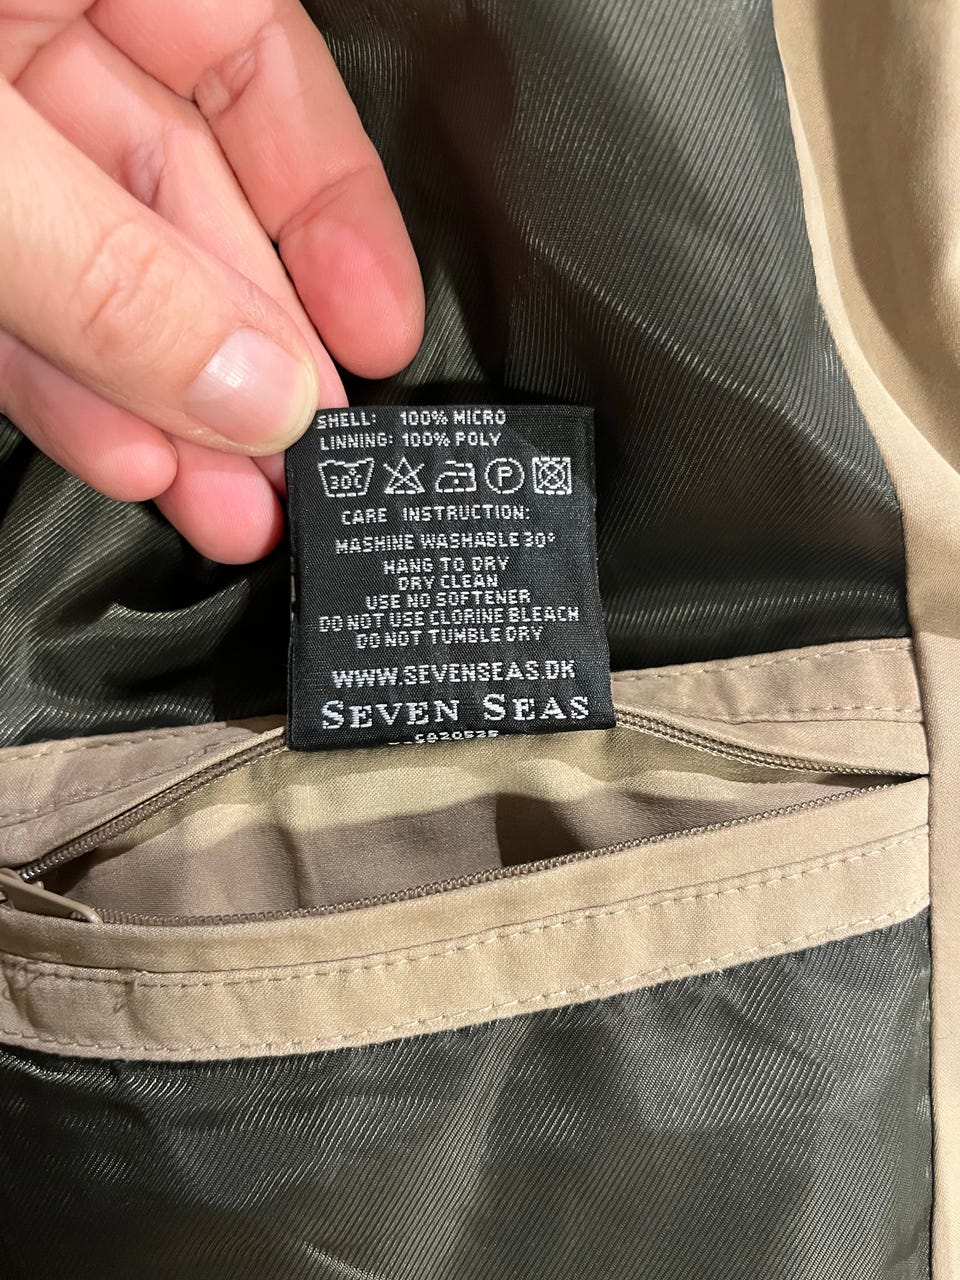 SHELL: 100% MICRO
LINNING: 100% POLY
30C P
CARE INSTRUCTION:
MASHINE WASHABLE 30°
HANG TO DRY
DRY CLEAN
USE NO SOFTENER
DO NOT USE CLORINE BLEACH
DO NOT TUMBLE DRY
WWW.SEVENSEAS.DK
SEVEN SEAS